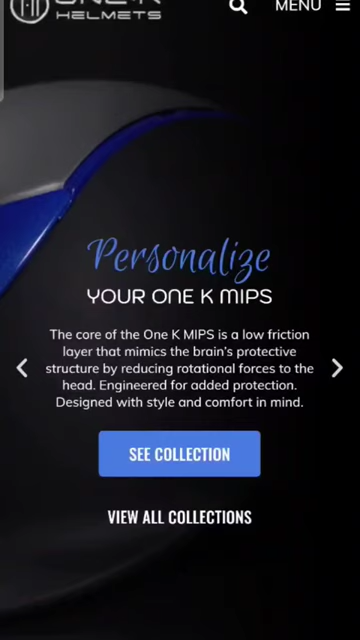 ONE K
HELMETS
MENU
Personalize
YOUR ONE K MIPS
The core of the One K MIPS is a low friction
layer that mimics the brain's protective
structure by reducing rotational forces to the
head. Engineered for added protection.
Designed with style and comfort in mind.
SEE COLLECTION
VIEW ALL COLLECTIONS